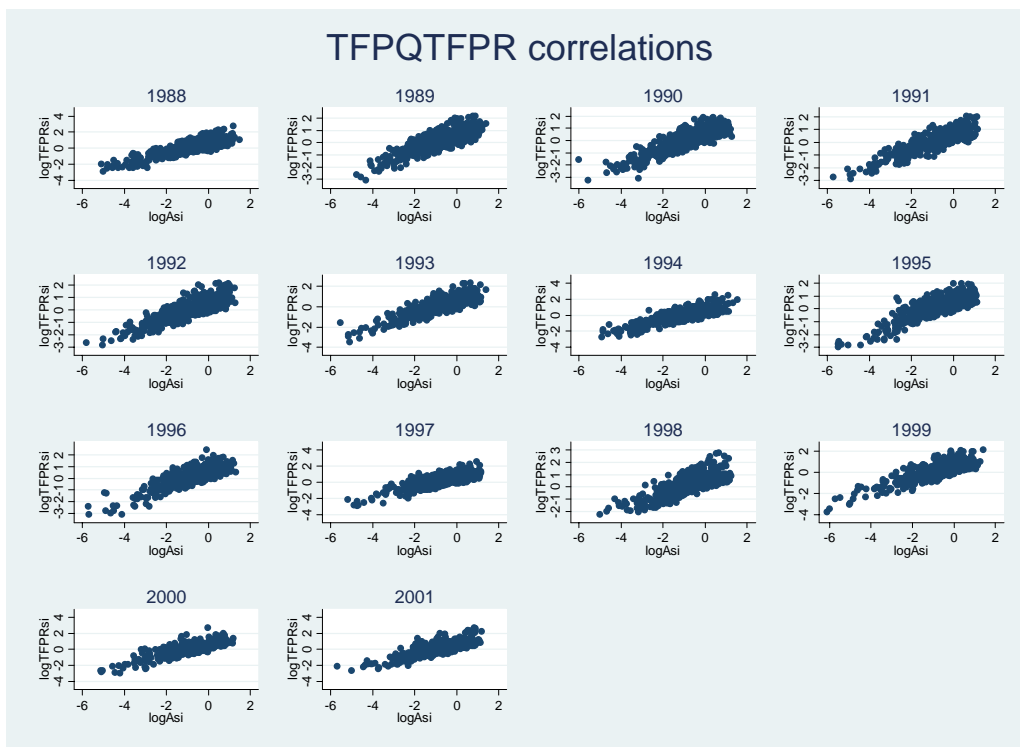 TFPQTFPR correlations
1988
logTFPRsi
-4 -2 0 2 4
-6 -4 -2 0 2
logAsi
1989
logTFPRsi
-3 -2 -1 0 1 2
-6 -4 -2 0 2
logAsi
1990
logTFPRsi
-3 -2 -1 0 1 2
-6 -4 -2 0 2
logAsi
1991
logTFPRsi
-3 -2 -1 0 1 2
-6 -4 -2 0 2
logAsi
1992
logTFPRsi
-3 -2 -1 0 1 2
-6 -4 -2 0 2
logAsi
1993
logTFPRsi
-4 -2 0 2
-6 -4 -2 0 2
logAsi
1994
logTFPRsi
-4 -2 0 2 4
-6 -4 -2 0 2
logAsi
1995
logTFPRsi
-3 -2 -1 0 1 2
-6 -4 -2 0 2
logAsi
1996
logTFPRsi
-3 -2 -1 0 1 2
-6 -4 -2 0 2
logAsi
1997
logTFPRsi
-4 -2 0 2 4
-6 -4 -2 0 2
logAsi
1998
logTFPRsi
-2 -1 0 1 2 3
-6 -4 -2 0 2
logAsi
1999
logTFPRsi
-4 -2 0 2
-6 -4 -2 0 2
logAsi
2000
logTFPRsi
-4 -2 0 2 4
-6 -4 -2 0 2
logAsi
2001
logTFPRsi
-4 -2 0 2 4
-6 -4 -2 0 2
logAsi